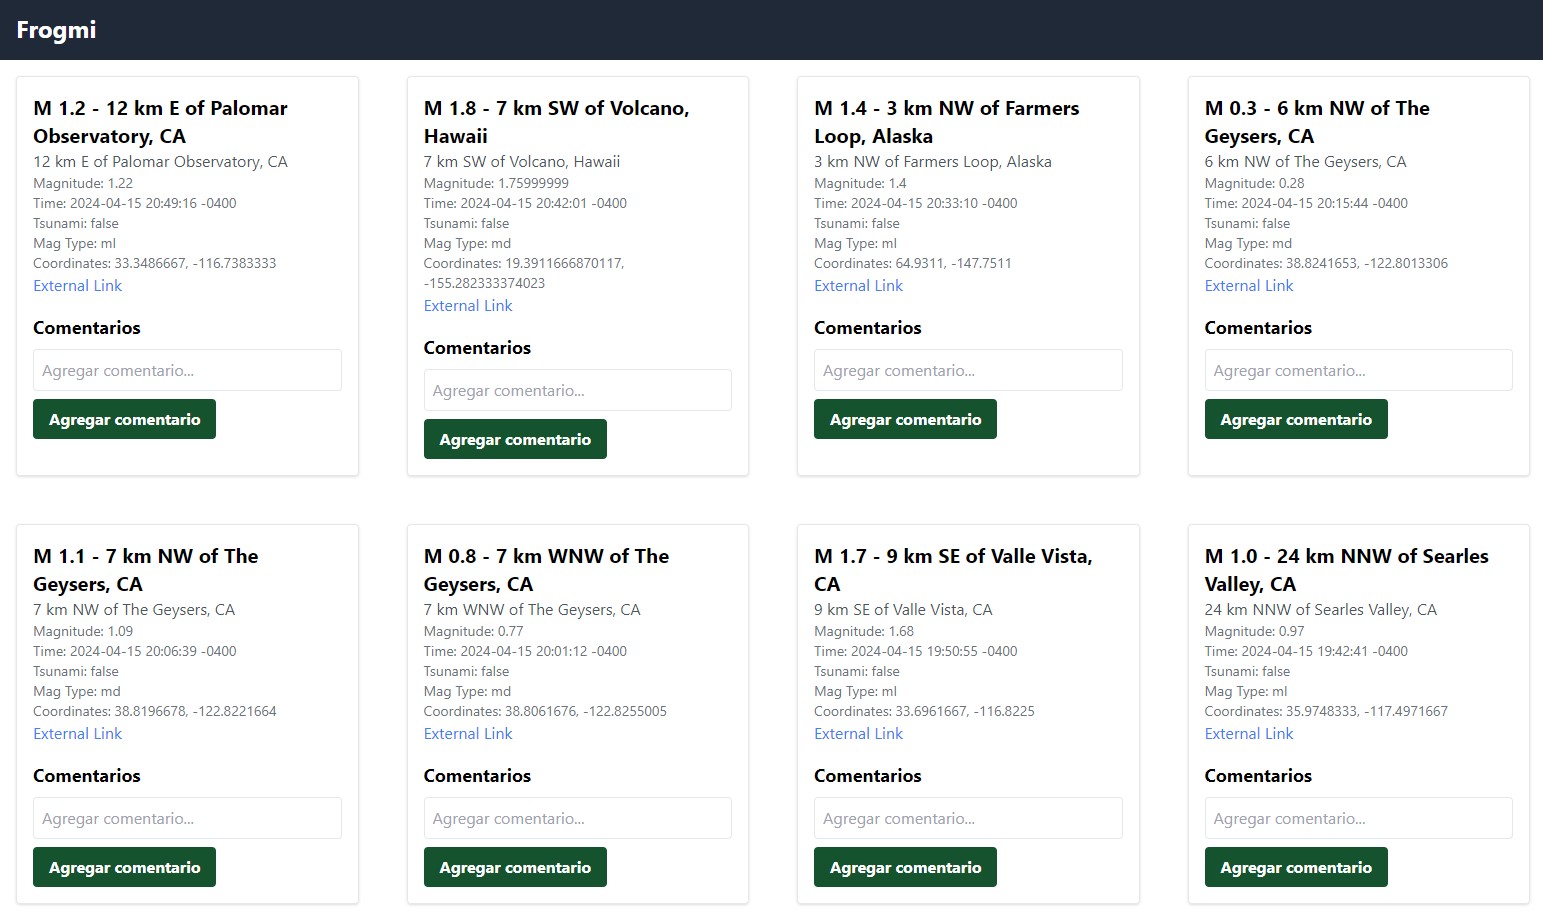 Frogmi
M 1.2 - 12 km E of Palomar
Observatory, CA
12 km E of Palomar Observatory, CA
Magnitude: 1.22
Time: 2024-04-15 20:49:16 -0400
Tsunami: false
Mag Type: ml
Coordinates: 33.3486667, -116.7383333
External Link
Comentarios
Agregar comentario...
Agregar comentario
M 1.8 - 7 km SW of Volcano,
Hawaii
7 km SW of Volcano, Hawaii
Magnitude: 1.75999999
Time: 2024-04-15 20:42:01 -0400
Tsunami: false
Mag Type: md
Coordinates: 19.3911666870117,
-155.282333374023
External Link
Comentarios
Agregar comentario...
Agregar comentario
M 1.4 - 3 km NW of Farmers
Loop, Alaska
3 km NW of Farmers Loop, Alaska
Magnitude: 1.4
Time: 2024-04-15 20:33:10 -0400
Tsunami: false
Mag Type: ml
Coordinates: 64.9311, -147.7511
External Link
Comentarios
Agregar comentario...
Agregar comentario
M 0.3 - 6 km NW of The
Geysers, CA
6 km NW of The Geysers, CA
Magnitude: 0.28
Time: 2024-04-15 20:15:44 -0400
Tsunami: false
Mag Type: md
Coordinates: 38.8241653, -122.8013306
External Link
Comentarios
Agregar comentario...
Agregar comentario
M 1.1 - 7 km NW of The
Geysers, CA
7 km NW of The Geysers, CA
Magnitude: 1.09
Time: 2024-04-15 20:06:39 -0400
Tsunami: false
Mag Type: md
Coordinates: 38.8196678, -122.8221664
External Link
Comentarios
Agregar comentario...
Agregar comentario
M 0.8 - 7 km WNW of The
Geysers, CA
7 km WNW of The Geysers, CA
Magnitude: 0.77
Time: 2024-04-15 20:01:12 -0400
Tsunami: false
Mag Type: md
Coordinates: 38.8061676, -122.8255005
External Link
Comentarios
Agregar comentario...
Agregar comentario
M 1.7 - 9 km SE of Valle Vista,
CA
9 km SE of Valle Vista, CA
Magnitude: 1.68
Time: 2024-04-15 19:50:55 -0400
Tsunami: false
Mag Type: ml
Coordinates: 33.6961667, -116.8225
External Link
Comentarios
Agregar comentario...
Agregar comentario
M 1.0 - 24 km NNW of Searles
Valley, CA
24 km NNW of Searles Valley, CA
Magnitude: 0.97
Time: 2024-04-15 19:42:41 -0400
Tsunami: false
Mag Type: ml
Coordinates: 35.9748333, -117.4971667
External Link
Comentarios
Agregar comentario...
Agregar comentario